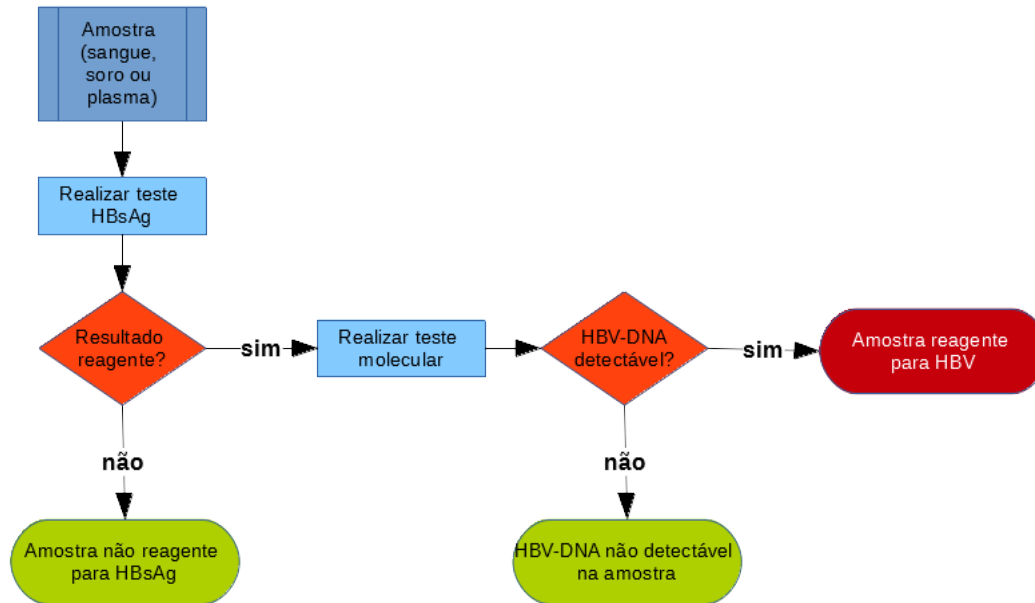 Amostra
(sangue,
soro ou
plasma)
Realizar teste
HBsAg
Resultado
reagente?
sim
Realizar teste
molecular
HBV-DNA
detectável?
sim
Amostra reagente
para HBV
não
não
Amostra não reagente
para HBsAg
HBV-DNA não detectável
na amostra